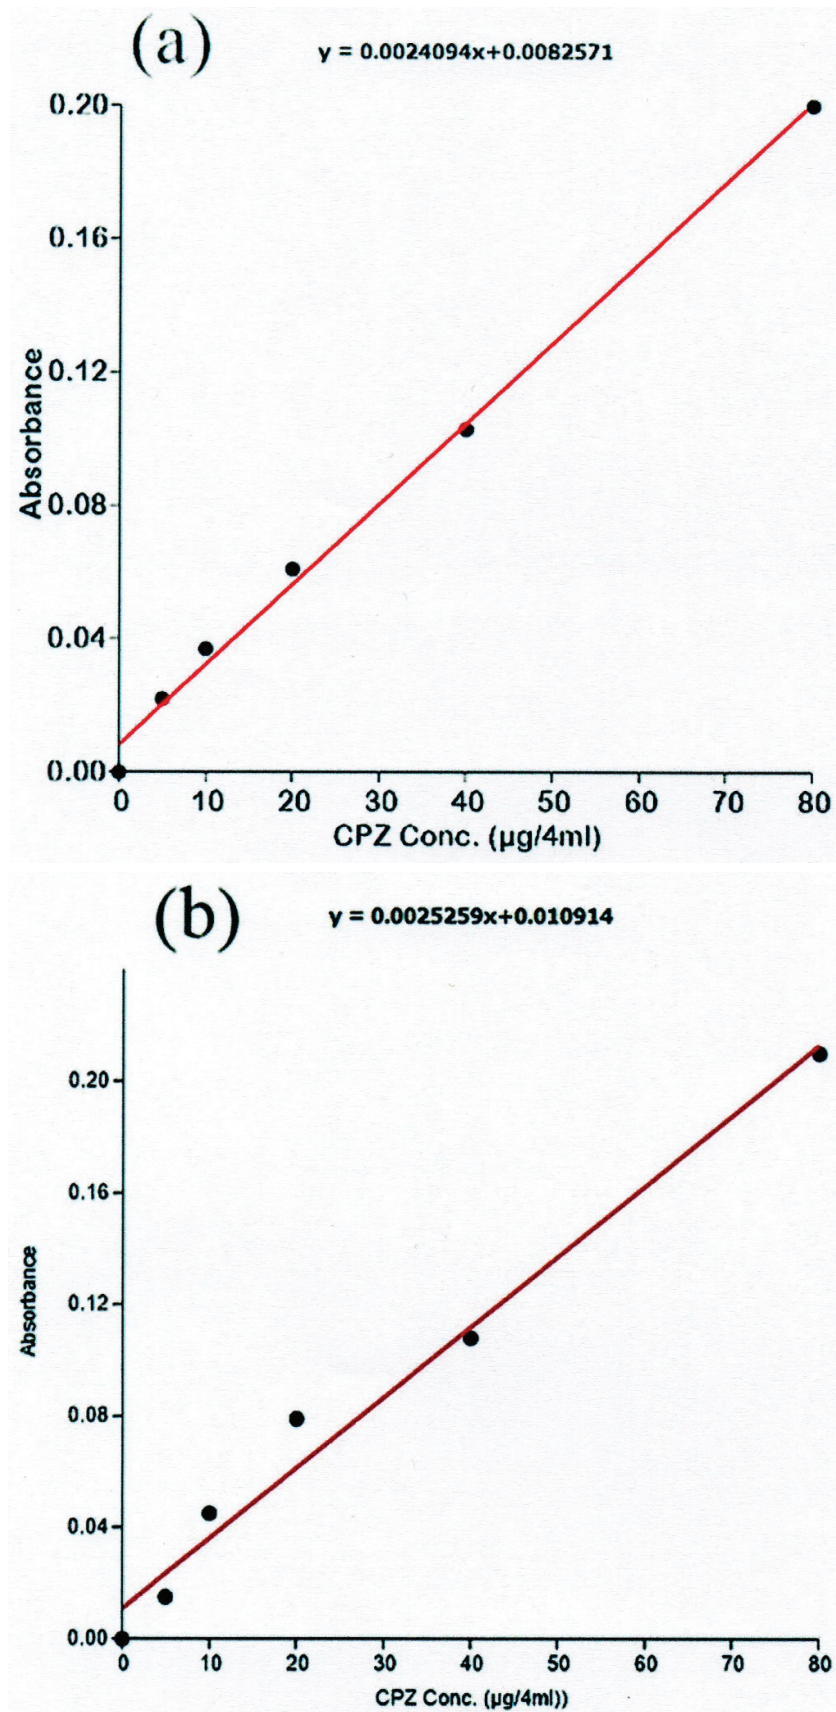 (a)
y = 0.0024094x+0.0082571
0.20
0.16
0.12
0.08
0.04
0.00
Absorbance
0 10 20 30 40 50 60 70 80
CPZ Conc. (µg/4ml)
(b)
y = 0.0025259x+0.010914
0.20
0.16
0.12
0.08
0.04
0.00
Absorbance
0 10 20 30 40 50 60 70 80
CPZ Conc. (µg/4ml))